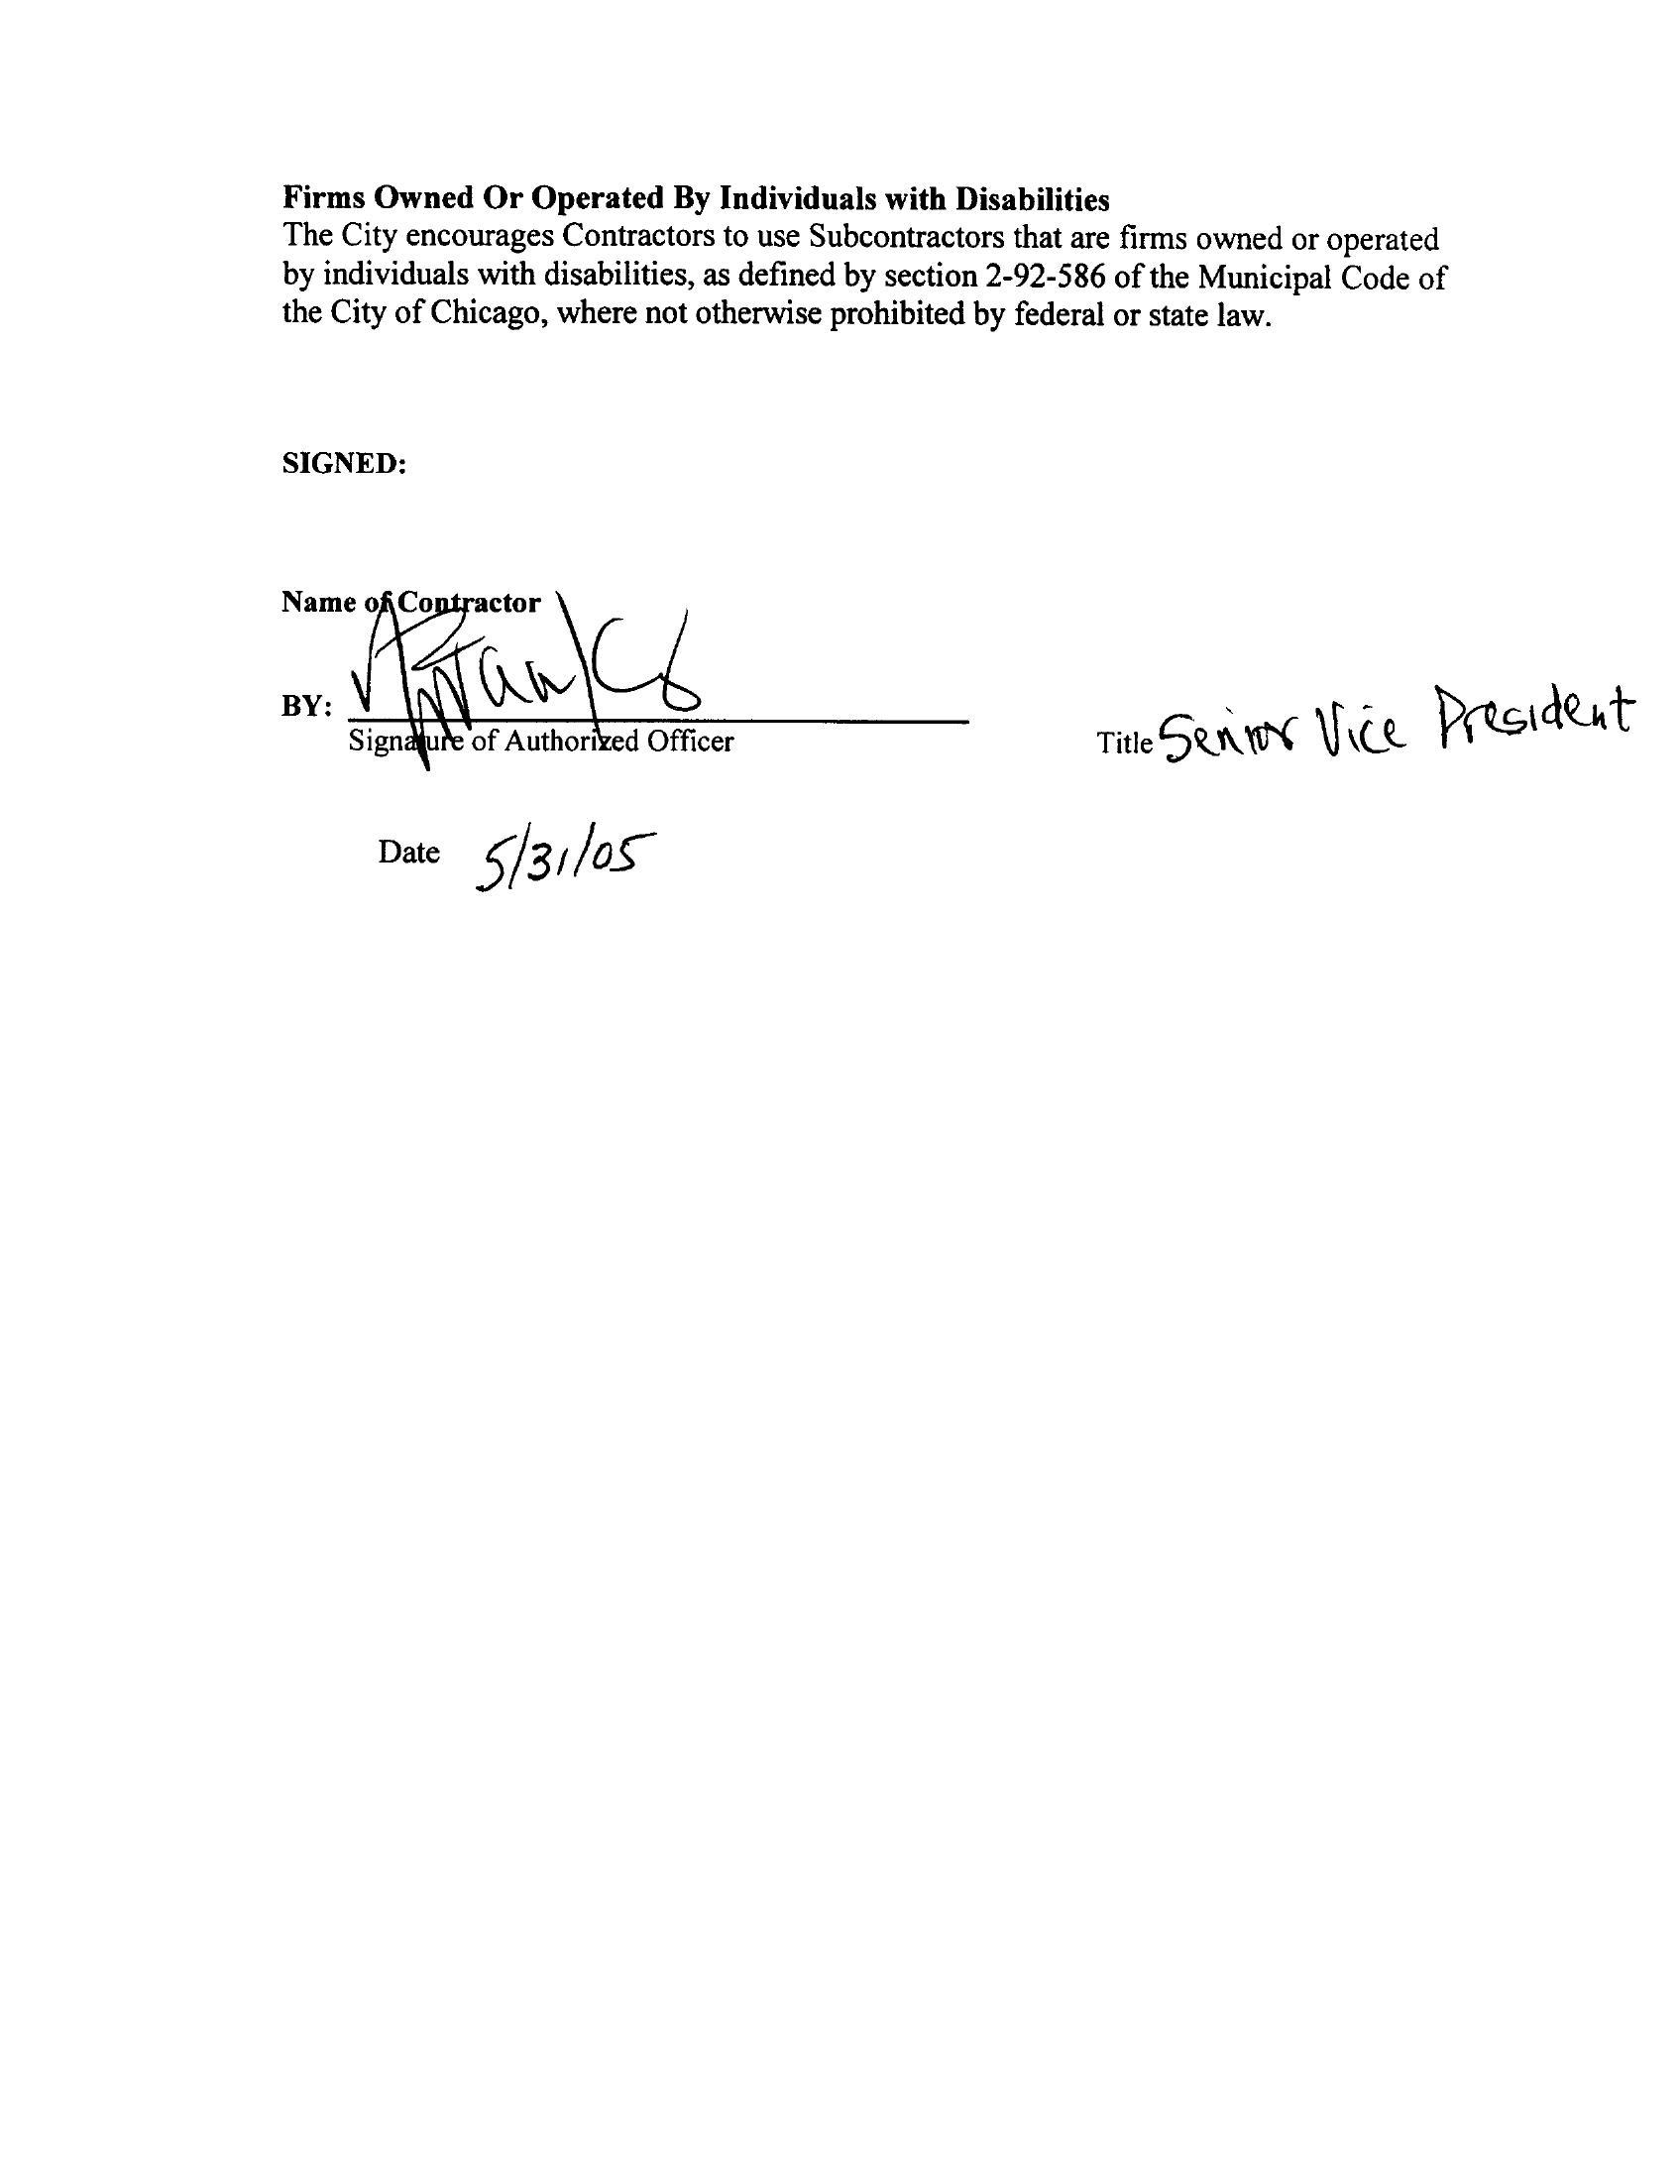 Firms Owned Or Operated By Individuals with Disabilities
The City encourages Contractors to use Subcontractors that are firms owned or operated
by individuals with disabilities, as defined by section 2-92-586 of the Municipal Code of
the City of Chicago, where not otherwise prohibited by federal or state law.
SIGNED:
Name of Contractor
BY:
Signature of Authorized Officer
Title Senior Vice President
Date 5/31/05